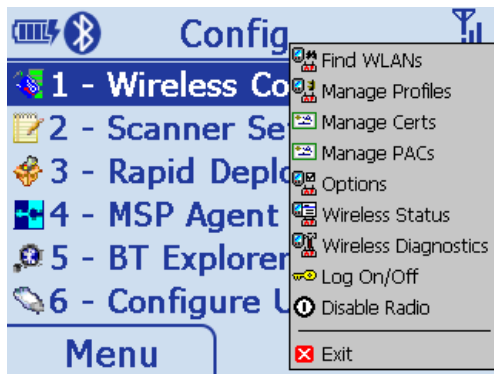 Config
1 - Wireless Co
2 - Scanner Se
3 - Rapid Deplo
4 - MSP Agent
5 - BT Explorer
6 - Configure U
Menu
Find WLANs
Manage Profiles
Manage Certs
Manage PACs
Options
Wireless Status
Wireless Diagnostics
Log On/Off
Disable Radio
Exit